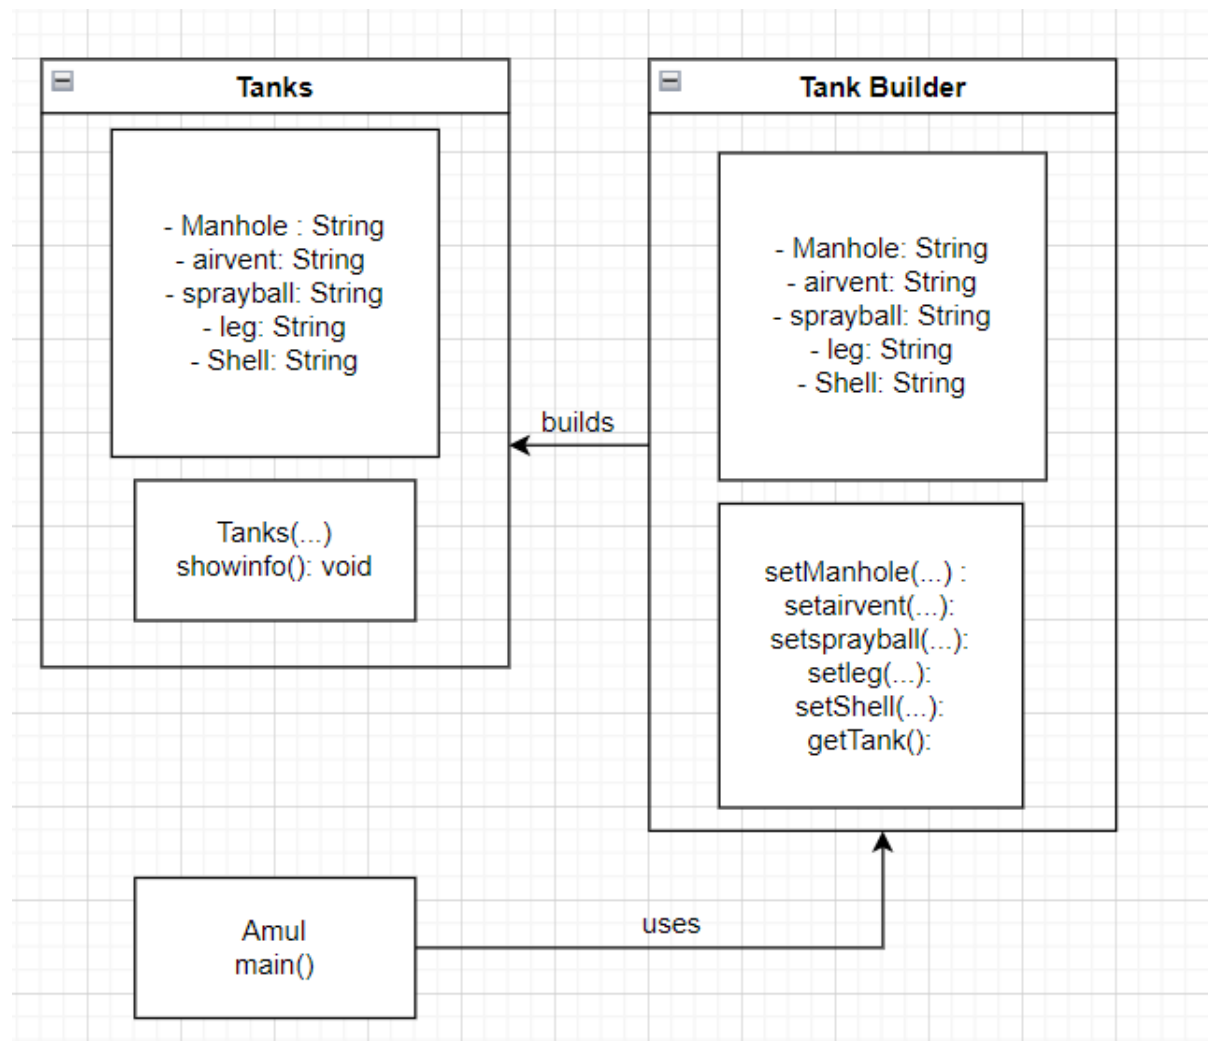 Tanks
- Manhole : String
- airvent: String
- sprayball: String
- leg: String
- Shell: String
Tanks(...)
showinfo(): void
builds
Tank Builder
- Manhole: String
- airvent: String
- sprayball: String
- leg: String
- Shell: String
setManhole(...) :
setairvent(...):
setsprayball(...):
setleg(...):
setShell(...):
getTank():
Amul
main()
uses